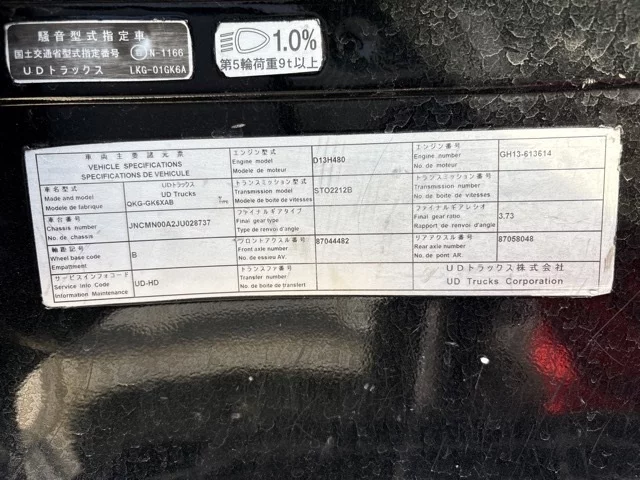 騒音型式指定車
国土交通省型式指定番号 N-1166
UDトラックス LKG-01GK6A
1.0%
第5輪荷重9t以上
車両主要諸元表
VEHICLE SPECIFICATIONS
SPECIFICATIONS DE VEHICULE
エンジン型式
Engine model
Modele de moteur
D13H480
エンジン番号
Engine number
No. de moteur
GH13-613614
車名型式
Made and model
Modele de fabrique
UDトラックス
UD Trucks
QKG-GK6XAB
トランスミッション型式
Transmission model
Modele de boite de vitesses
STO2212B
トランスミッション番号
Transmission number
No. de boite de vitesses
車台番号
Chassis number
No. de chassis
JNCMN00A2JU028737
ファイナルギアタイプ
Final gear type
Type de renvoi d'angle
ファイナルギアレシオ
Final gear ratio
Rapport de renvoi d'angle
3.73
軸距記号
Wheel base code
Empattment
B
フロントアクスル番号
Front axle number
No. de essieu AV.
87044482
リアアクスル番号
Rear axle number
No. de point AR.
87058048
サービスインフォコード
Service Info Code
Information Maintenance
UD-HD
トランスファ番号
Transfer number
No. de boite de transfert
UDトラックス株式会社
UD Trucks Corporation